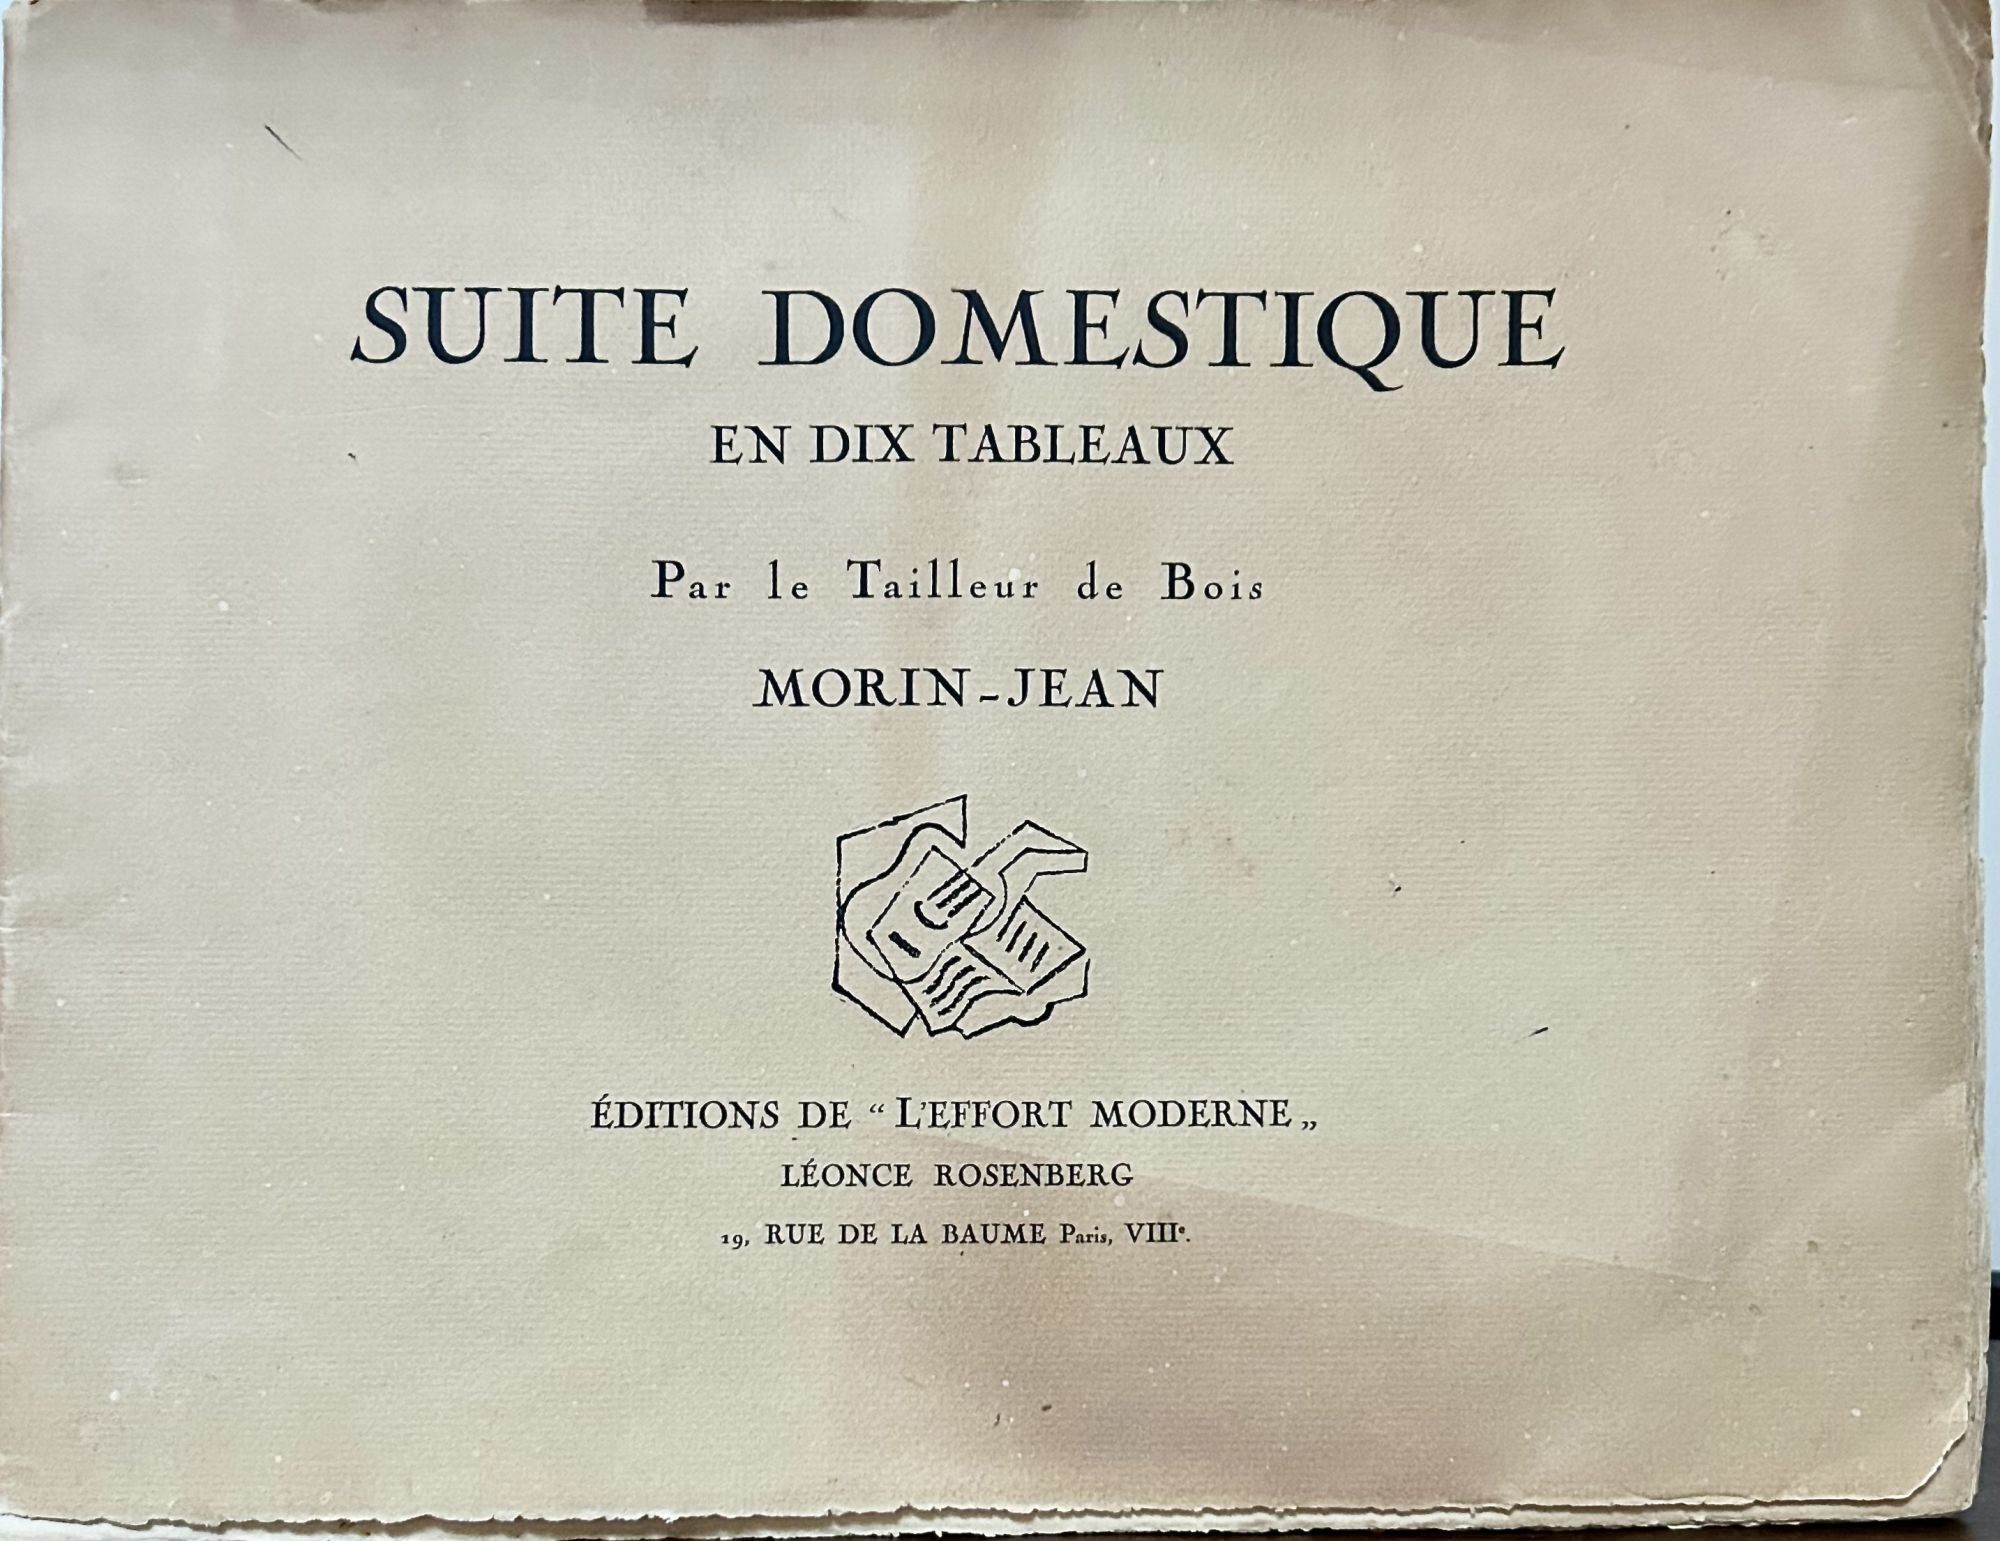 SUITE DOMESTIQUE
EN DIX TABLEAUX
Par le Tailleur de Bois
MORIN-JEAN
ÉDITIONS DE “ L'EFFORT MODERNE „
LÉONCE ROSENBERG
19, RUE DE LA BAUME Paris, VIIIe.